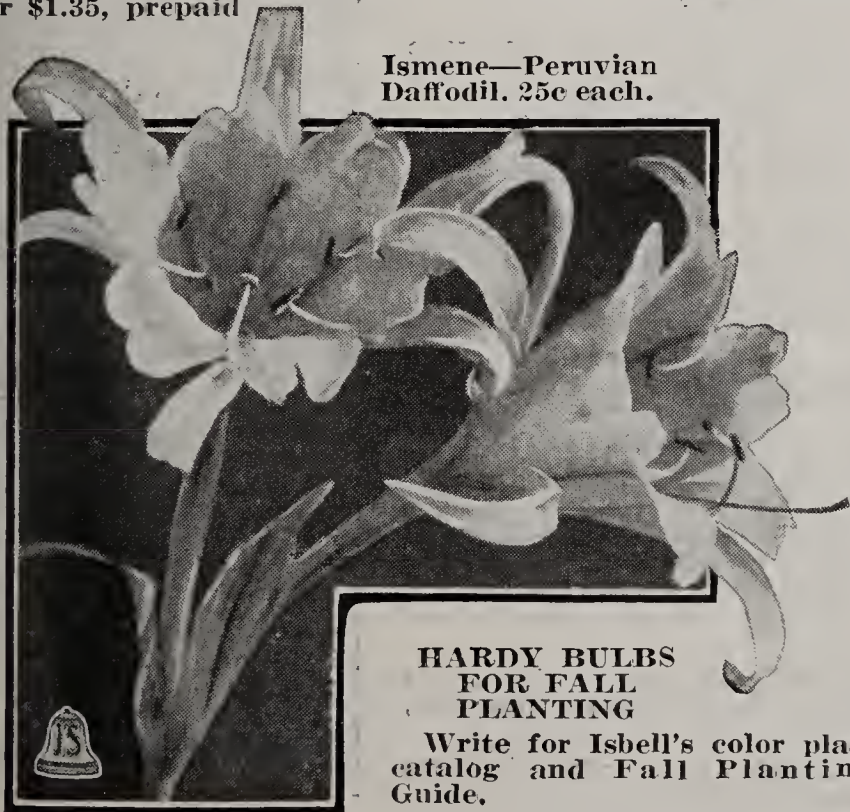 r $1.35, prepaid
Ismene—Peruvian
Daffodil. 25c each.
HARDY BULBS
FOR FALL
PLANTING
Write for Isbell's color pla
catalog and Fall Plantin
Guide.
IS